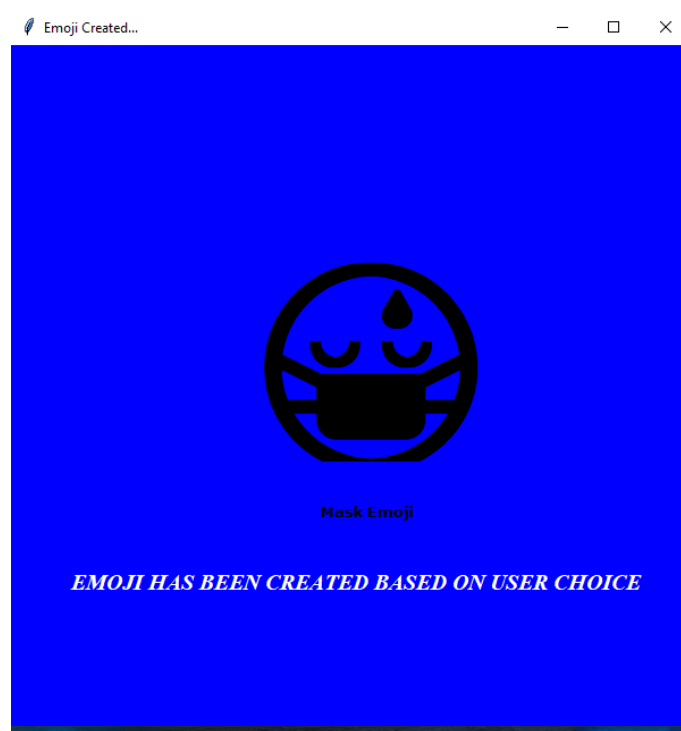 Emoji Created...
Mask Emoji
EMOJI HAS BEEN CREATED BASED ON USER CHOICE